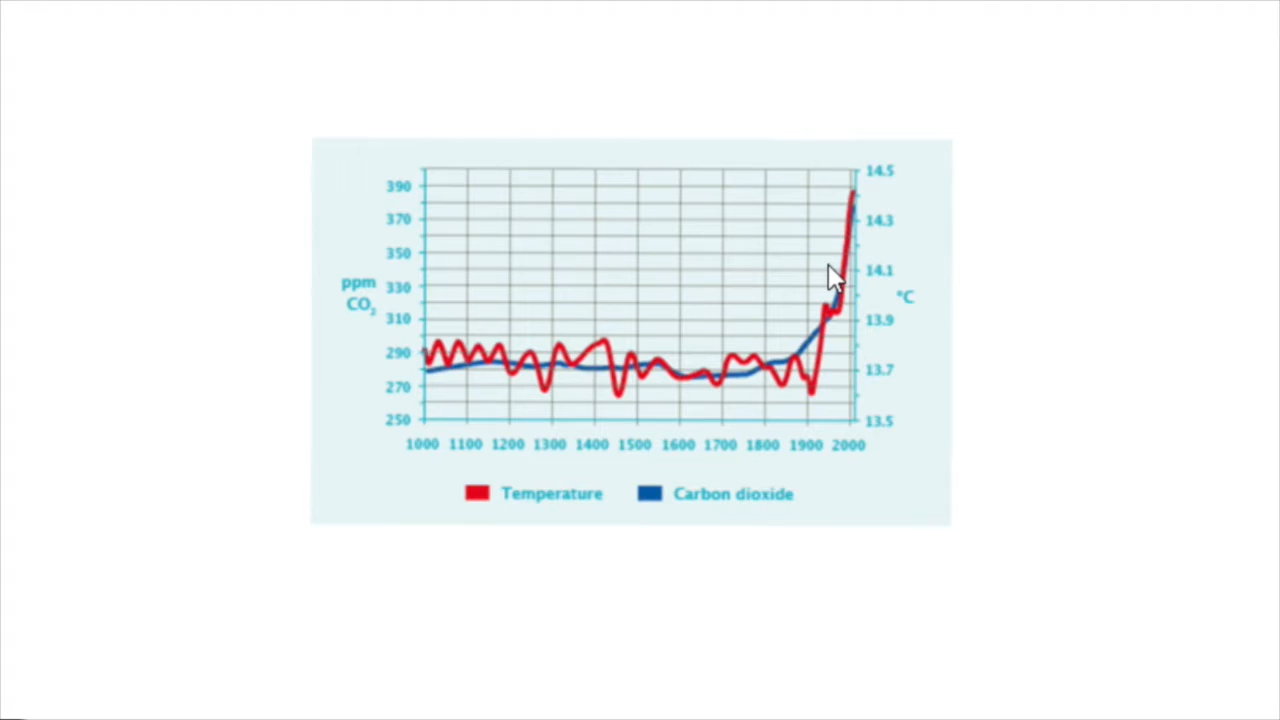 390
370
350
330
310
290
270
250
ppm
CO₂
14.5
14.3
14.1
13.9
13.7
13.5
°C
1000 1100 1200 1300 1400 1500 1600 1700 1800 1900 2000
Temperature Carbon dioxide